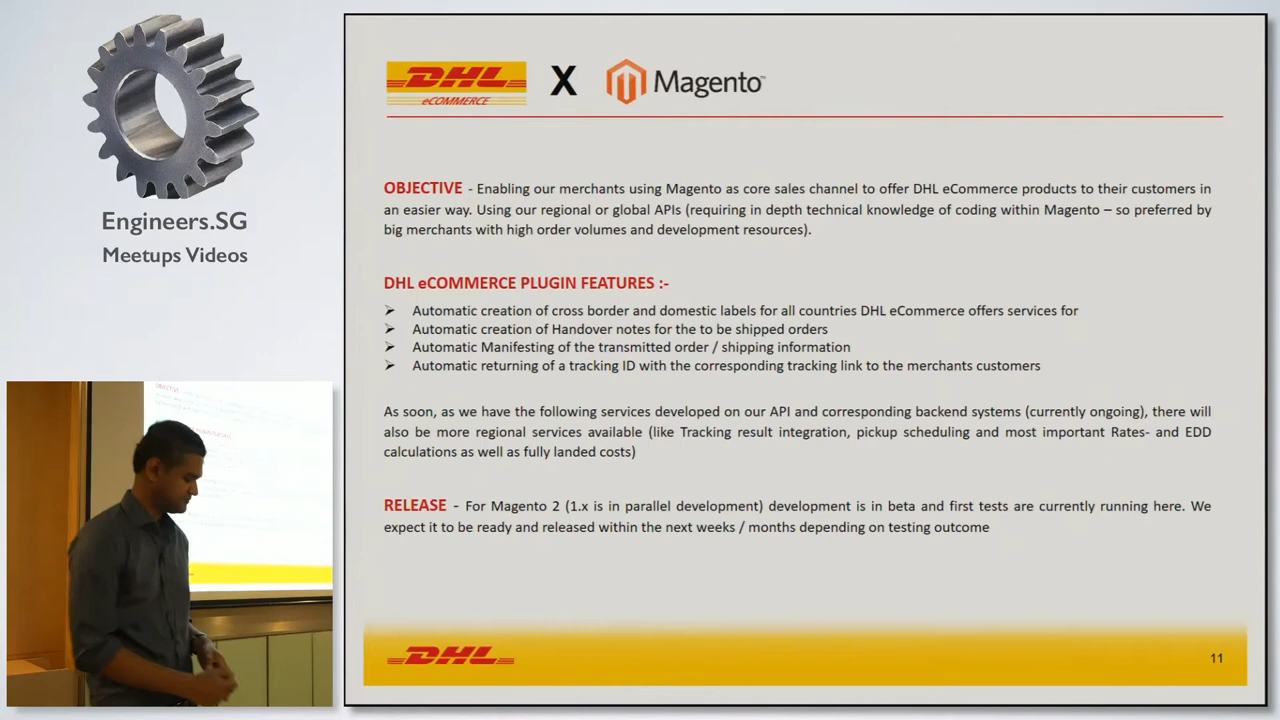 Engineers.SG
Meetups Videos
DHL
eCOMMERCE
X
Magento™
OBJECTIVE - Enabling our merchants using Magento as core sales channel to offer DHL eCommerce products to their customers in
an easier way. Using our regional or global APIs (requiring in depth technical knowledge of coding within Magento – so preferred by
big merchants with high order volumes and development resources).
DHL eCOMMERCE PLUGIN FEATURES :-
➢ Automatic creation of cross border and domestic labels for all countries DHL eCommerce offers services for
➢ Automatic creation of Handover notes for the to be shipped orders
➢ Automatic Manifesting of the transmitted order / shipping information
➢ Automatic returning of a tracking ID with the corresponding tracking link to the merchants customers
As soon, as we have the following services developed on our API and corresponding backend systems (currently ongoing), there will
also be more regional services available (like Tracking result integration, pickup scheduling and most important Rates- and EDD
calculations as well as fully landed costs)
RELEASE - For Magento 2 (1.x is in parallel development) development is in beta and first tests are currently running here. We
expect it to be ready and released within the next weeks / months depending on testing outcome
DHL
11